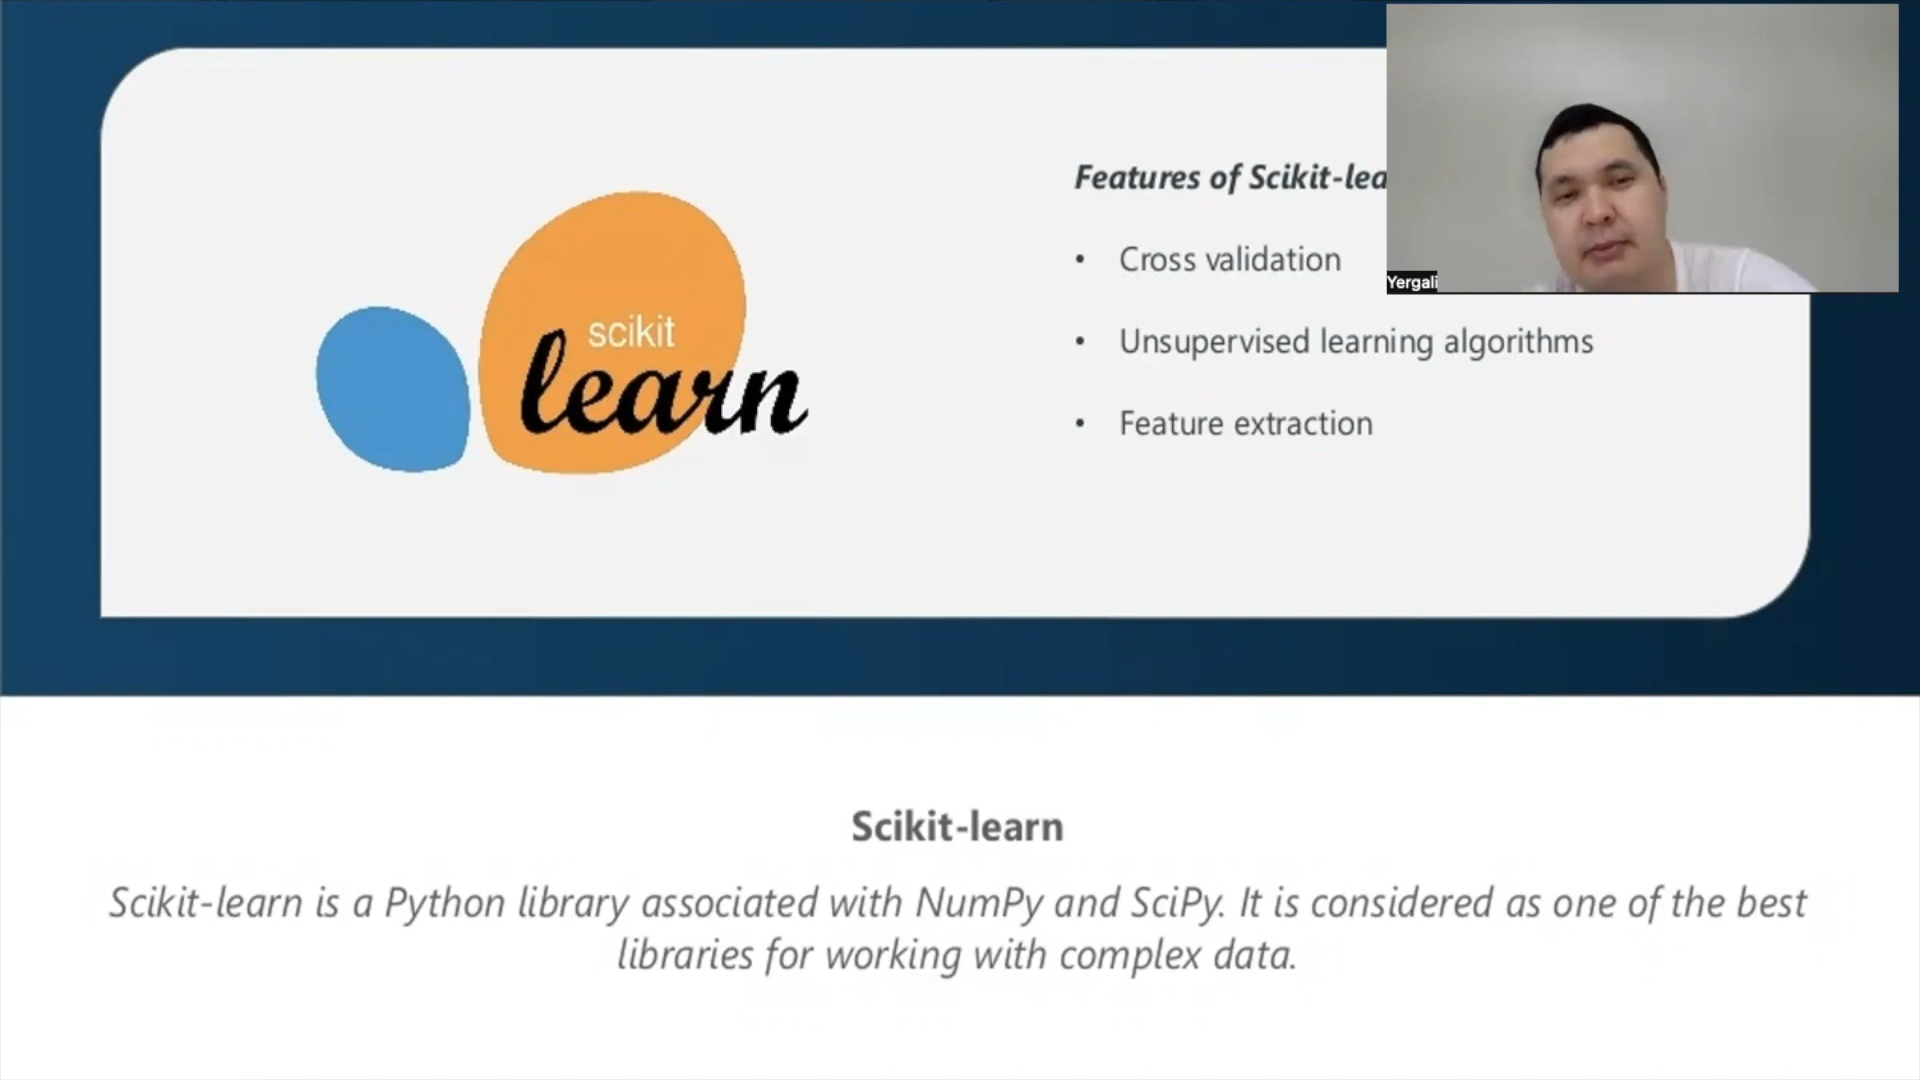 Features of Scikit-lea
• Cross validation
• Unsupervised learning algorithms
• Feature extraction
scikit
learn
Yergali
Scikit-learn
Scikit-learn is a Python library associated with NumPy and SciPy. It is considered as one of the best
libraries for working with complex data.